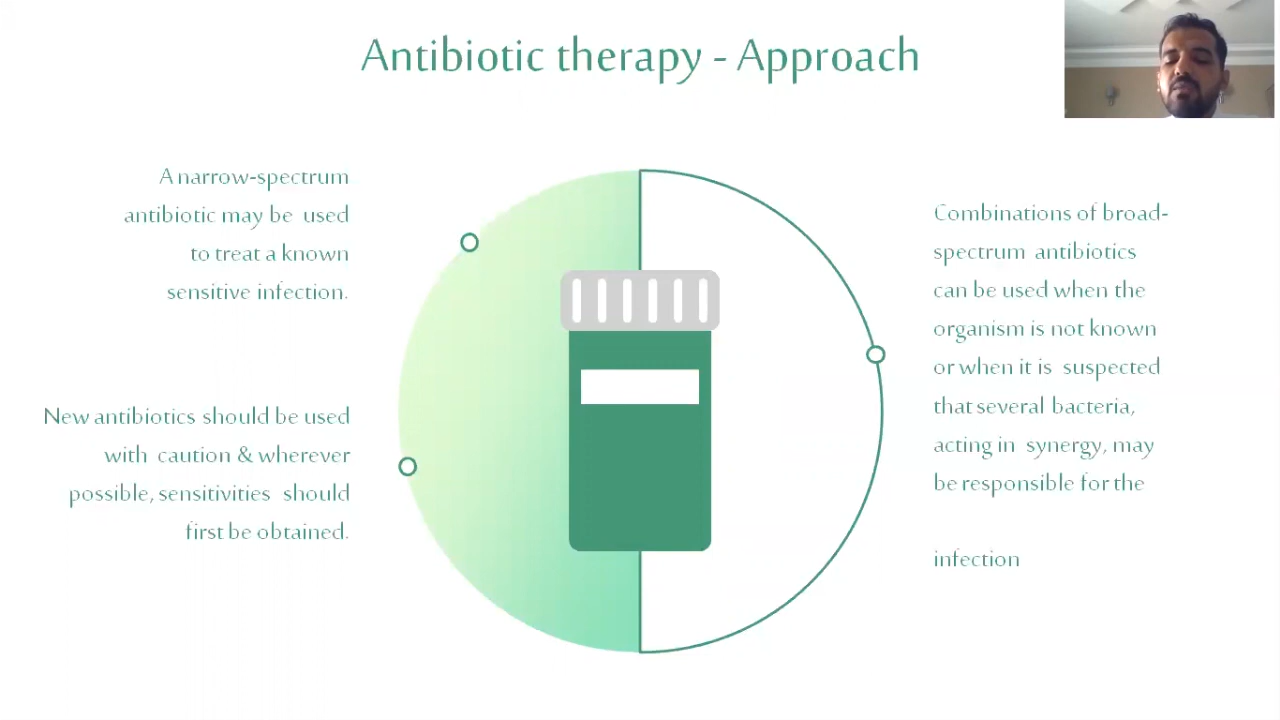 Antibiotic therapy - Approach
A narrow-spectrum
antibiotic may be used
to treat a known
sensitive infection.
New antibiotics should be used
with caution & wherever
possible, sensitivities should
first be obtained.
Combinations of broad-
spectrum antibiotics
can be used when the
organism is not known
or when it is suspected
that several bacteria,
acting in synergy, may
be responsible for the
infection